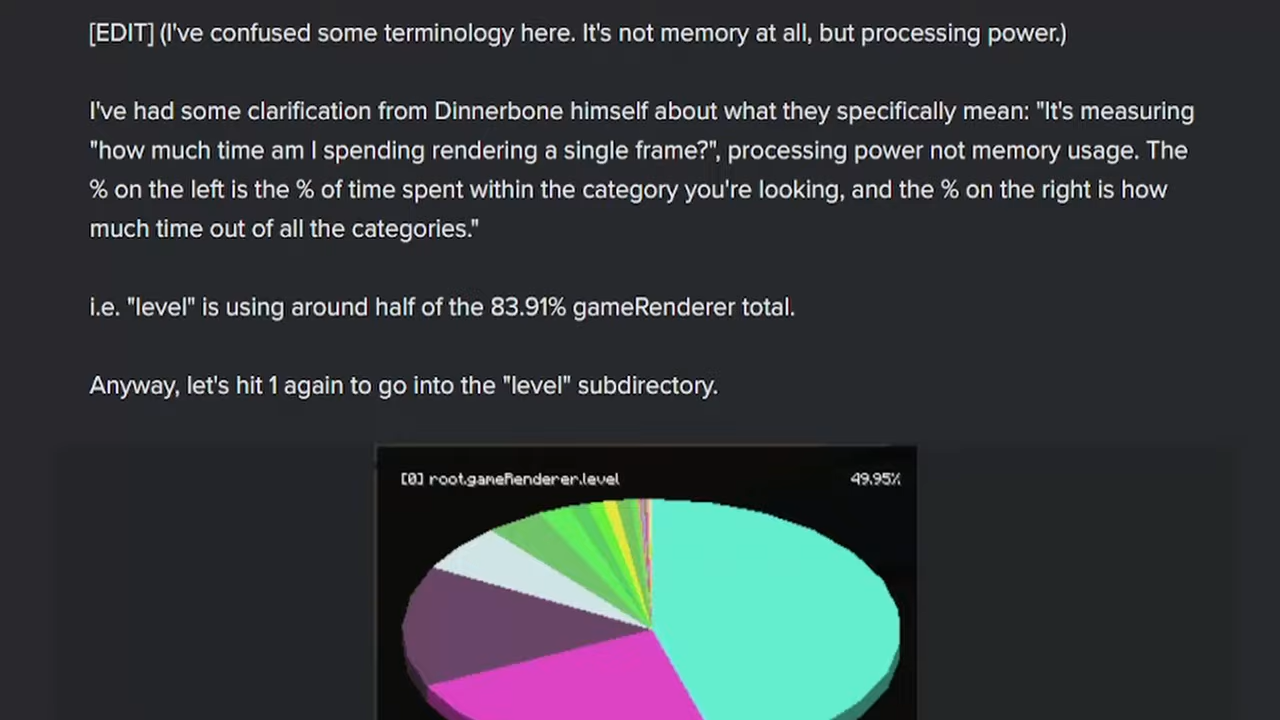 [EDIT] (I've confused some terminology here. It's not memory at all, but processing power.)
I've had some clarification from Dinnerbone himself about what they specifically mean: "It's measuring
"how much time am I spending rendering a single frame?", processing power not memory usage. The
% on the left is the % of time spent within the category you're looking, and the % on the right is how
much time out of all the categories."
i.e. "level" is using around half of the 83.91% gameRenderer total.
Anyway, let's hit 1 again to go into the "level" subdirectory.
[0] root.gameRenderer.level 49.95%